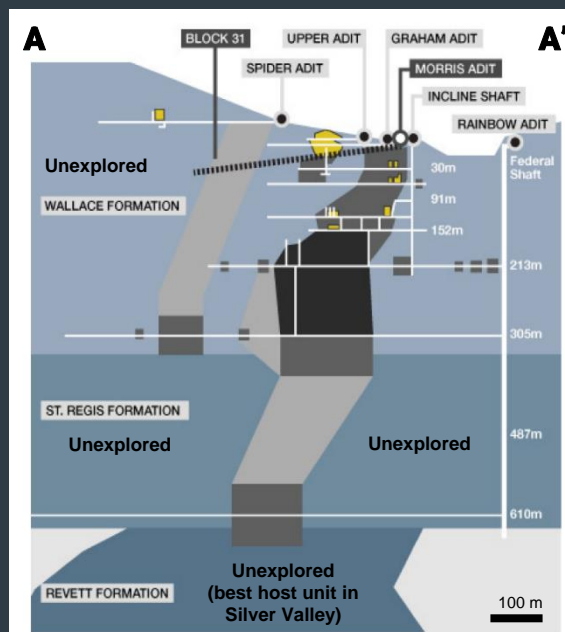 A
BLOCK 31
UPPER ADIT
GRAHAM ADIT
A'
SPIDER ADIT
MORRIS ADIT
INCLINE SHAFT
RAINBOW ADIT
Unexplored
Federal
Shaft
30m
WALLACE FORMATION
91m
152m
213m
305m
ST. REGIS FORMATION
Unexplored
Unexplored
487m
610m
Unexplored
(best host unit in
Silver Valley)
REVETT FORMATION
100 m